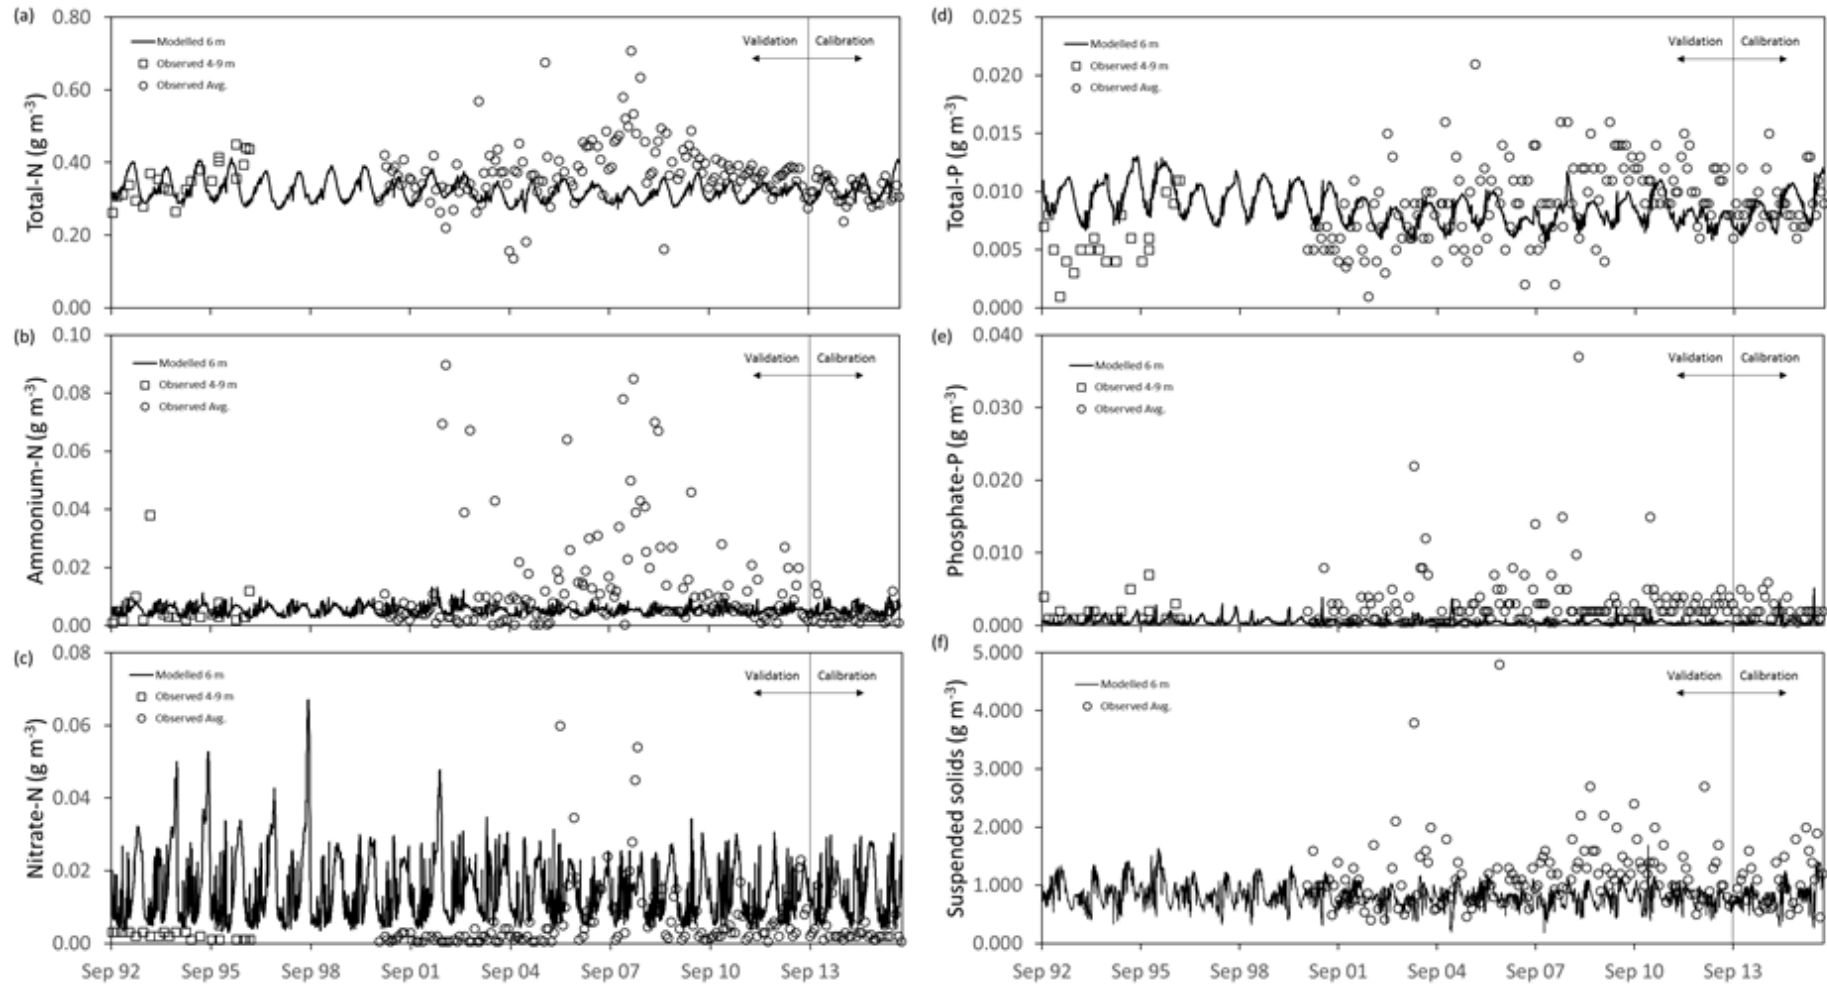 (a)
Total-N (g m⁻³)
0.80
0.60
0.40
0.20
0.00
Modelled 6 m
Observed 4-9 m
Observed Avg.
Validation
Calibration
(b)
Ammonium-N (g m⁻³)
0.10
0.08
0.06
0.04
0.02
0.00
Modelled 6 m
Observed 4-9 m
Observed Avg.
Validation
Calibration
(c)
Nitrate-N (g m⁻³)
0.08
0.06
0.04
0.02
0.00
Modelled 6 m
Observed 4-9 m
Observed Avg.
Validation
Calibration
Sep 92 Sep 95 Sep 98 Sep 01 Sep 04 Sep 07 Sep 10 Sep 13
(d)
Total-P (g m⁻³)
0.025
0.020
0.015
0.010
0.005
0.000
Modelled 6 m
Observed 4-9 m
Observed Avg.
Validation
Calibration
(e)
Phosphate-P (g m⁻³)
0.040
0.030
0.020
0.010
0.000
Modelled 6 m
Observed 4-9 m
Observed Avg.
Validation
Calibration
(f)
Suspended solids (g m⁻³)
5.000
4.000
3.000
2.000
1.000
0.000
Modelled 6 m
Observed Avg.
Validation
Calibration
Sep 92 Sep 95 Sep 98 Sep 01 Sep 04 Sep 07 Sep 10 Sep 13